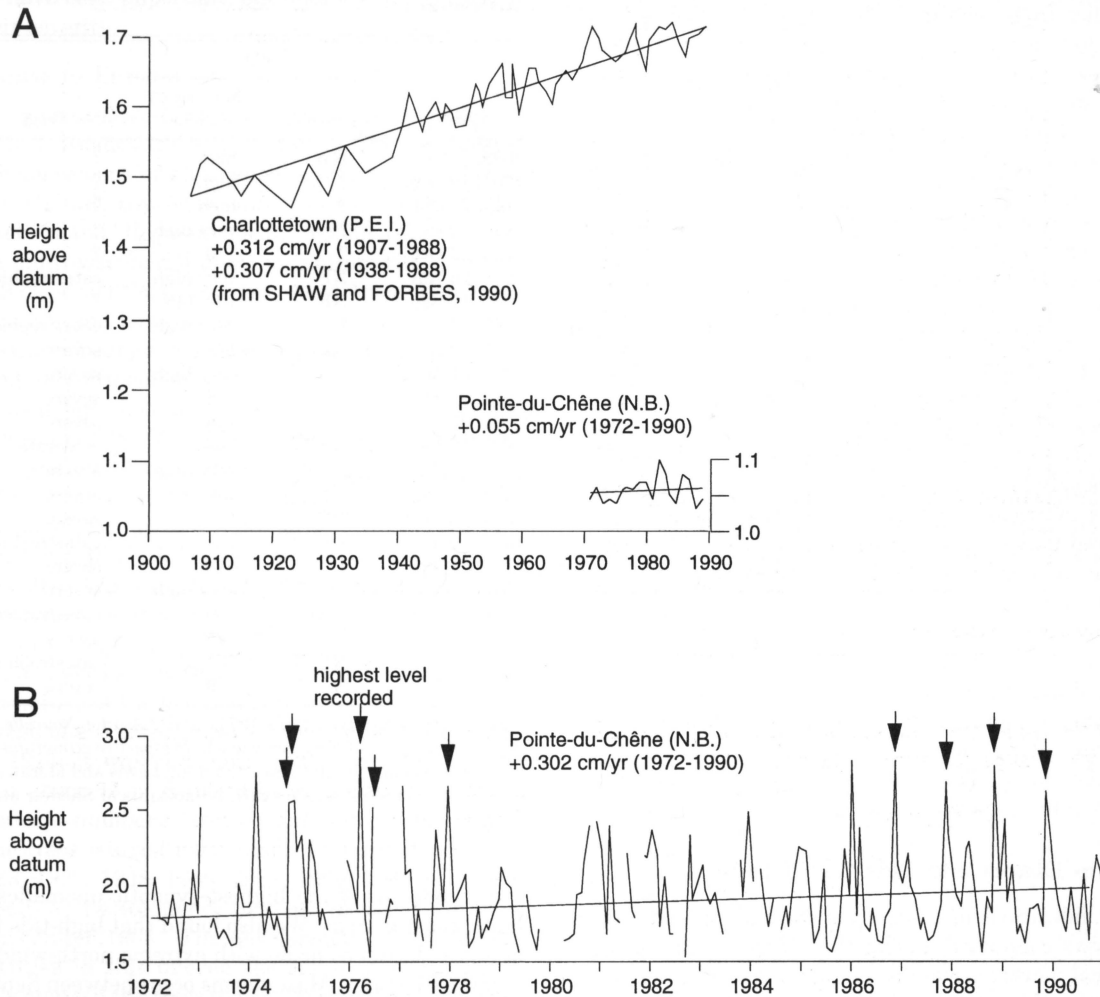 A
1.7
1.6
1.5
1.4
1.3
1.2
1.1
1.0
Height
above
datum
(m)
Charlottetown (P.E.I.)
+0.312 cm/yr (1907-1988)
+0.307 cm/yr (1938-1988)
(from SHAW and FORBES, 1990)
Pointe-du-Chêne (N.B.)
+0.055 cm/yr (1972-1990)
1.1
1.0
1900 1910 1920 1930 1940 1950 1960 1970 1980 1990
B
highest level
recorded
Pointe-du-Chêne (N.B.)
+0.302 cm/yr (1972-1990)
3.0
2.5
2.0
1.5
Height
above
datum
(m)
1972 1974 1976 1978 1980 1982 1984 1986 1988 1990